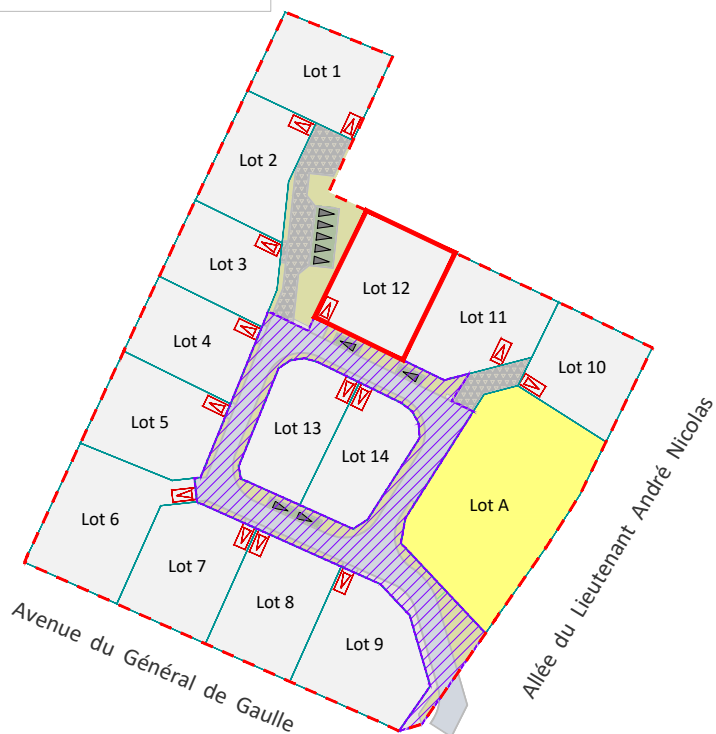 Lot 1
Lot 2
Lot 3
Lot 12
Lot 11
Lot 4
Lot 10
Lot 5
Lot 13
Lot 14
Lot A
Lot 6
Lot 7
Lot 8
Lot 9
Avenue du Général de Gaulle
Allée du Lieutenant André Nicolas